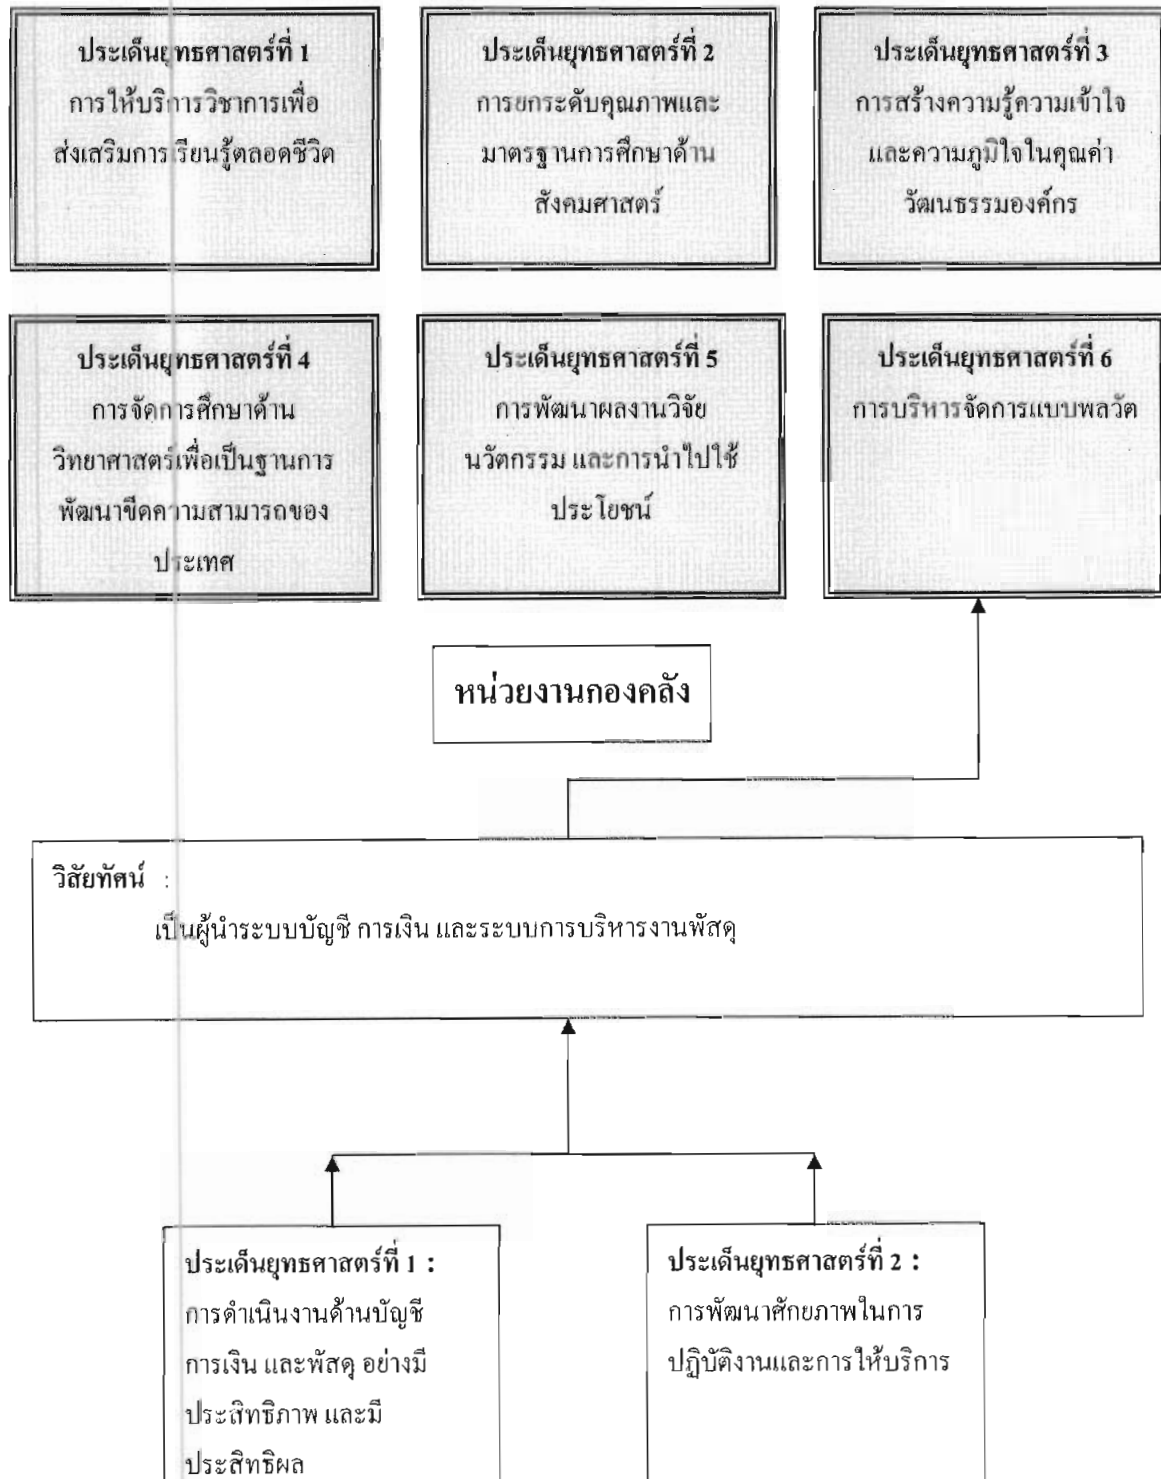 ประเด็นยุทธศาสตร์ที่ 1
การให้บริการวิชาการเพื่อ
ส่งเสริมการเรียนรู้ตลอดชีวิต
ประเด็นยุทธศาสตร์ที่ 2
การยกระดับคุณภาพและ
มาตรฐานการศึกษาด้าน
สังคมศาสตร์
ประเด็นยุทธศาสตร์ที่ 3
การสร้างความรู้ความเข้าใจ
และความภูมิใจในคุณค่า
วัฒนธรรมองค์กร
ประเด็นยุทธศาสตร์ที่ 4
การจัดการศึกษาด้าน
วิทยาศาสตร์เพื่อเป็นฐานการ
พัฒนาขีดความสามารถของ
ประเทศ
ประเด็นยุทธศาสตร์ที่ 5
การพัฒนาผลงานวิจัย
นวัตกรรม และการนำไปใช้
ประโยชน์
ประเด็นยุทธศาสตร์ที่ 6
การบริหารจัดการแบบพลวัต
หน่วยงานกองคลัง
วิสัยทัศน์ :
เป็นผู้นำระบบบัญชี การเงิน และระบบการบริหารงานพัสดุ
ประเด็นยุทธศาสตร์ที่ 1 :
การดำเนินงานด้านบัญชี
การเงิน และพัสดุ อย่างมี
ประสิทธิภาพ และมี
ประสิทธิผล
ประเด็นยุทธศาสตร์ที่ 2 :
การพัฒนาศักยภาพในการ
ปฏิบัติงานและการให้บริการ